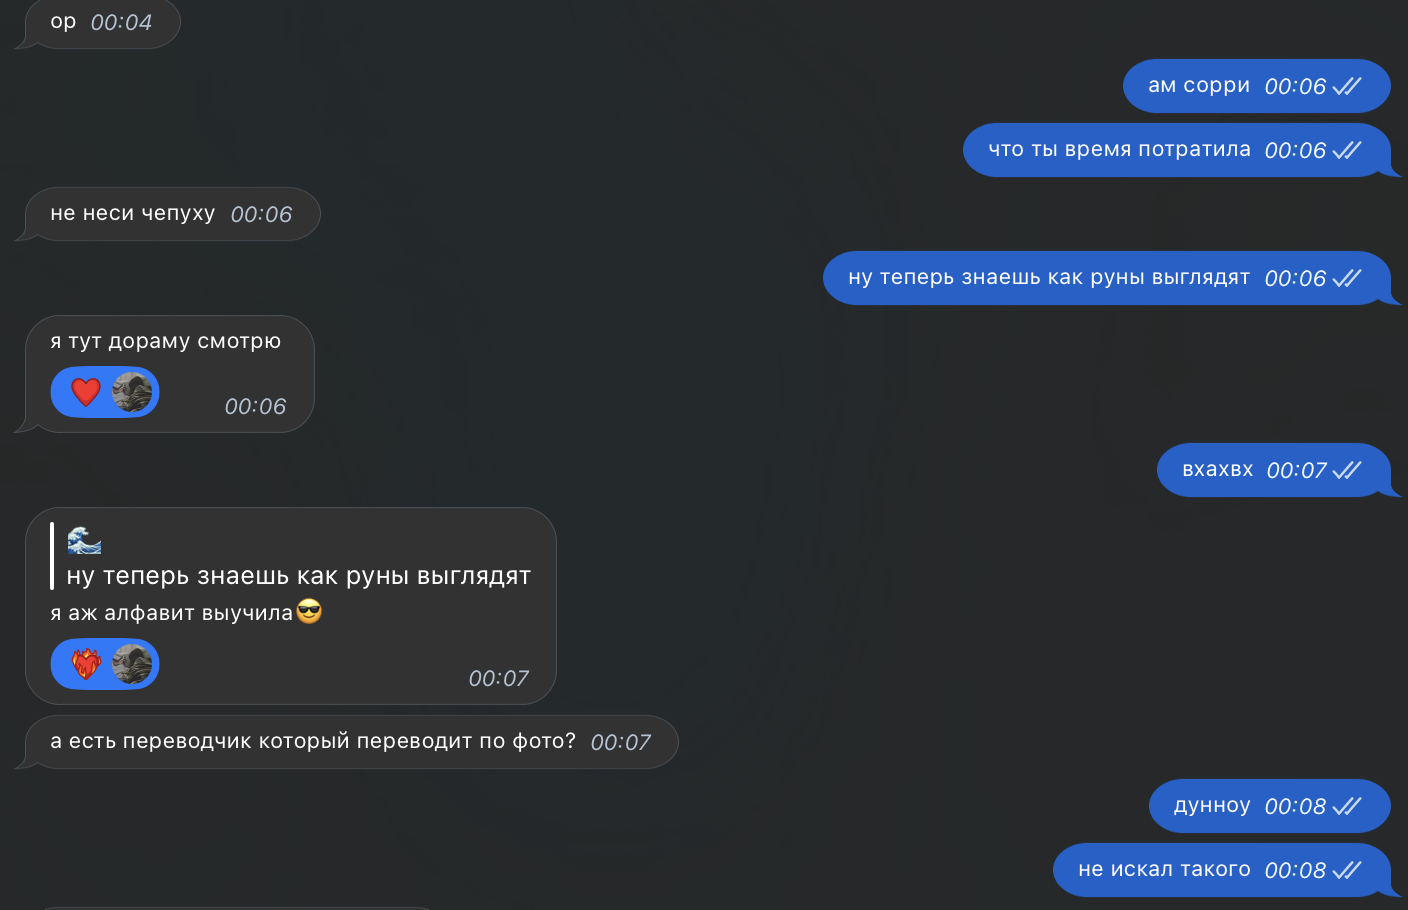 ор 00:04
ам сорри 00:06
что ты время потратила 00:06
не неси чепуху 00:06
ну теперь знаешь как руны выглядят 00:06
я тут дораму смотрю
00:06
вхахвх 00:07
ну теперь знаешь как руны выглядят
я аж алфавит выучила😎
00:07
а есть переводчик который переводит по фото? 00:07
дунноу 00:08
не искал такого 00:08